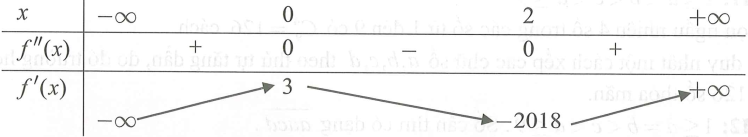 x −∞ 0 2 +∞
f″(x) + 0 − 0 +
f′(x) −∞ 3 −2018 +∞